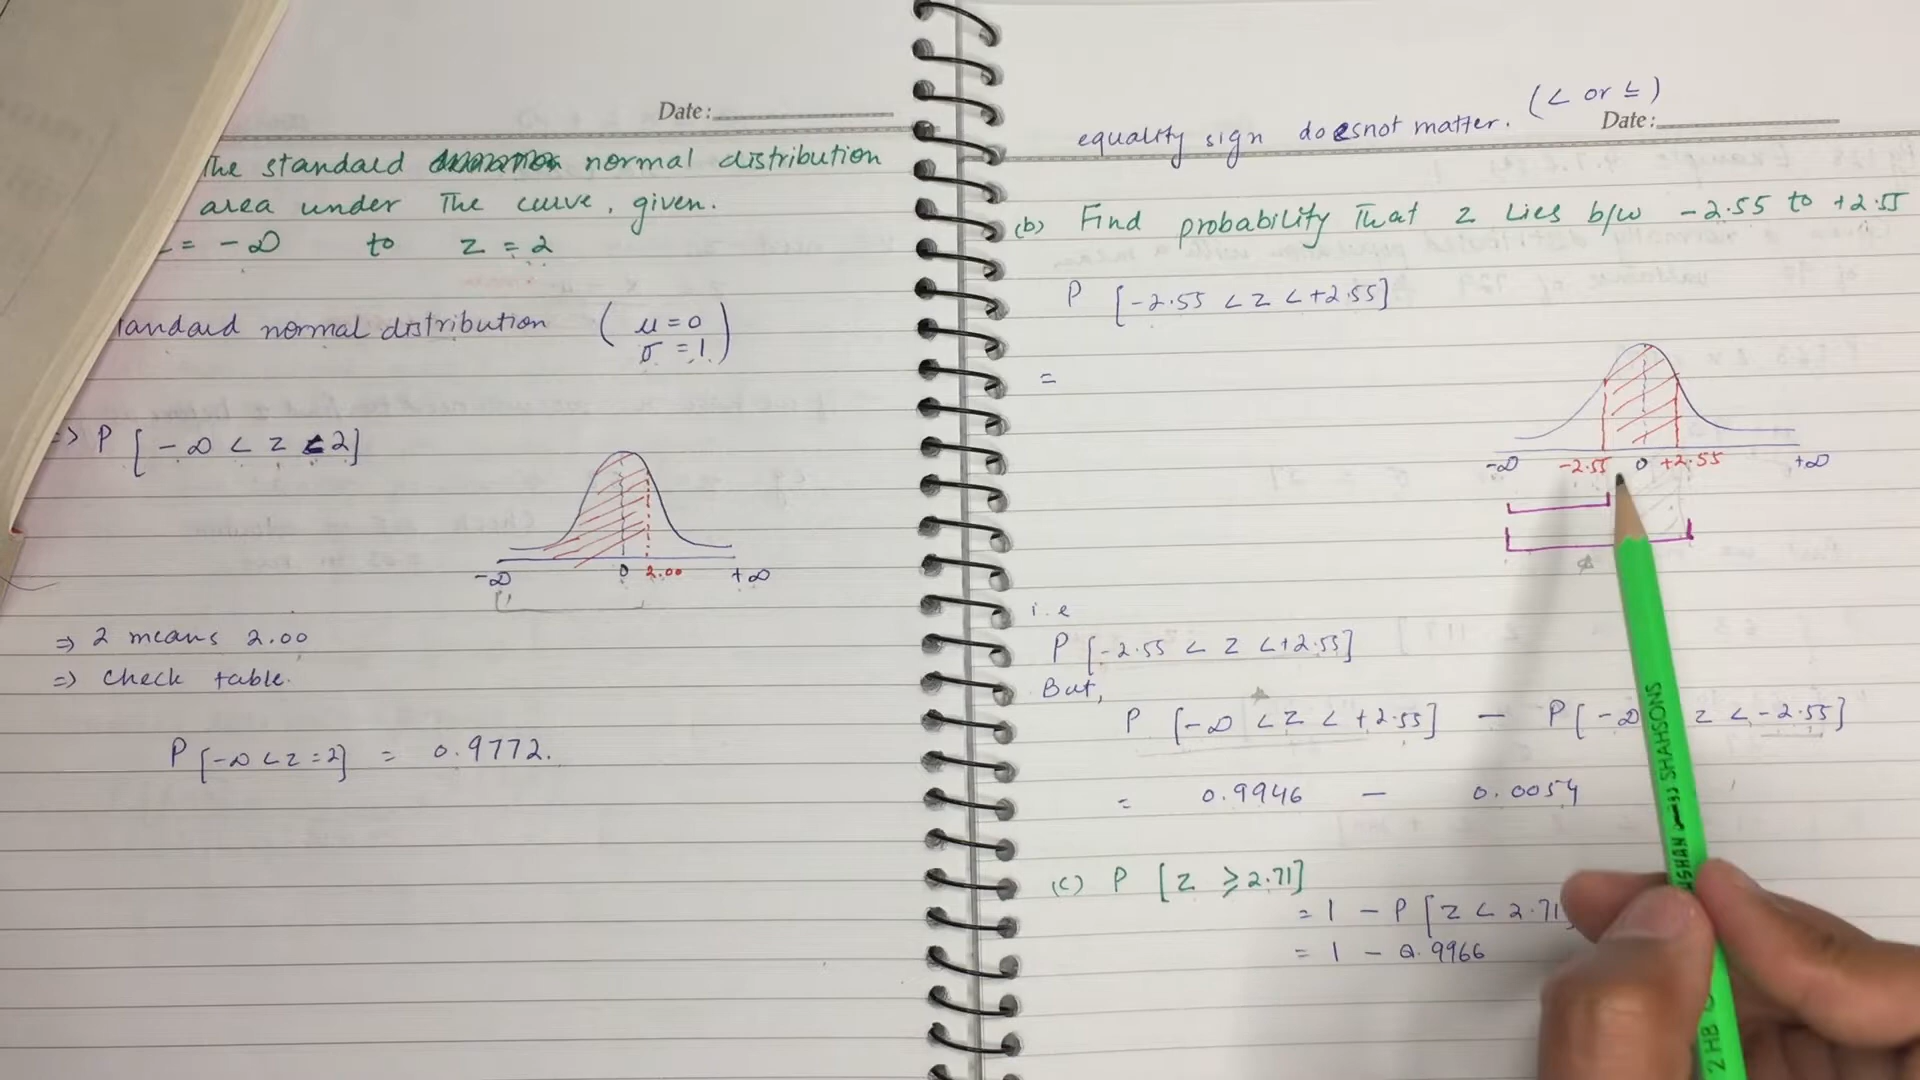 Date:
The standard normal distribution
area under The curve, given.
= -∞ to z = 2
tandard normal distribution ( μ = 0
σ = 1 )
=> P [ -∞ < z < 2 ]
-∞ 0 2.00 +∞
=> 2 means 2.00
=> check table.
P [ -∞ < z = 2 ] = 0.9772.
equality sign doesnot matter. ( < or ≤ )
Date:
(b) Find probability That z Lies b/w -2.55 to +2.55
P [ -2.55 < z < +2.55 ]
=
-∞ -2.55 0 +2.55 +∞
i.e
P [ -2.55 < z < +2.55 ]
But,
P [ -∞ < z < +2.55 ] - P [ -∞ z < -2.55 ]
= 0.9946 - 0.0054
(c) P [ z ≥ 2.71 ]
= 1 - P [ z < 2.71
= 1 - 0.9966
SHAHSONS
2HB